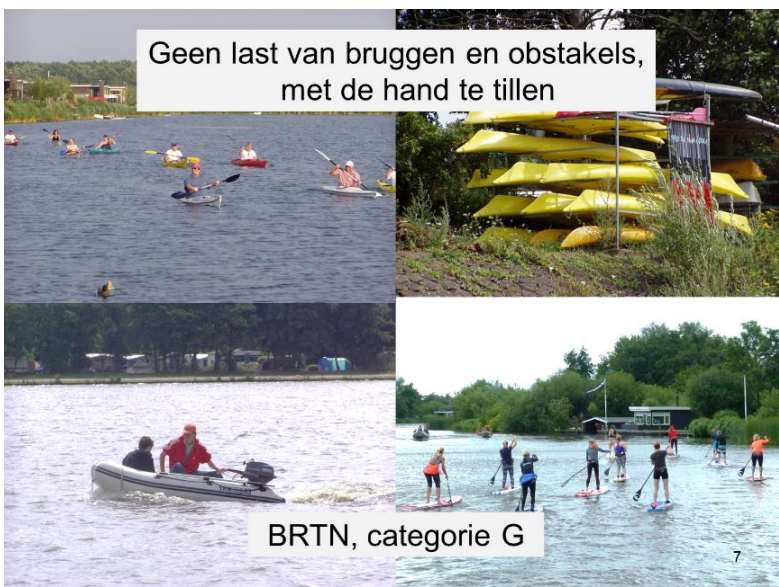 Geen last van bruggen en obstakels,
met de hand te tillen
BRTN, categorie G
7